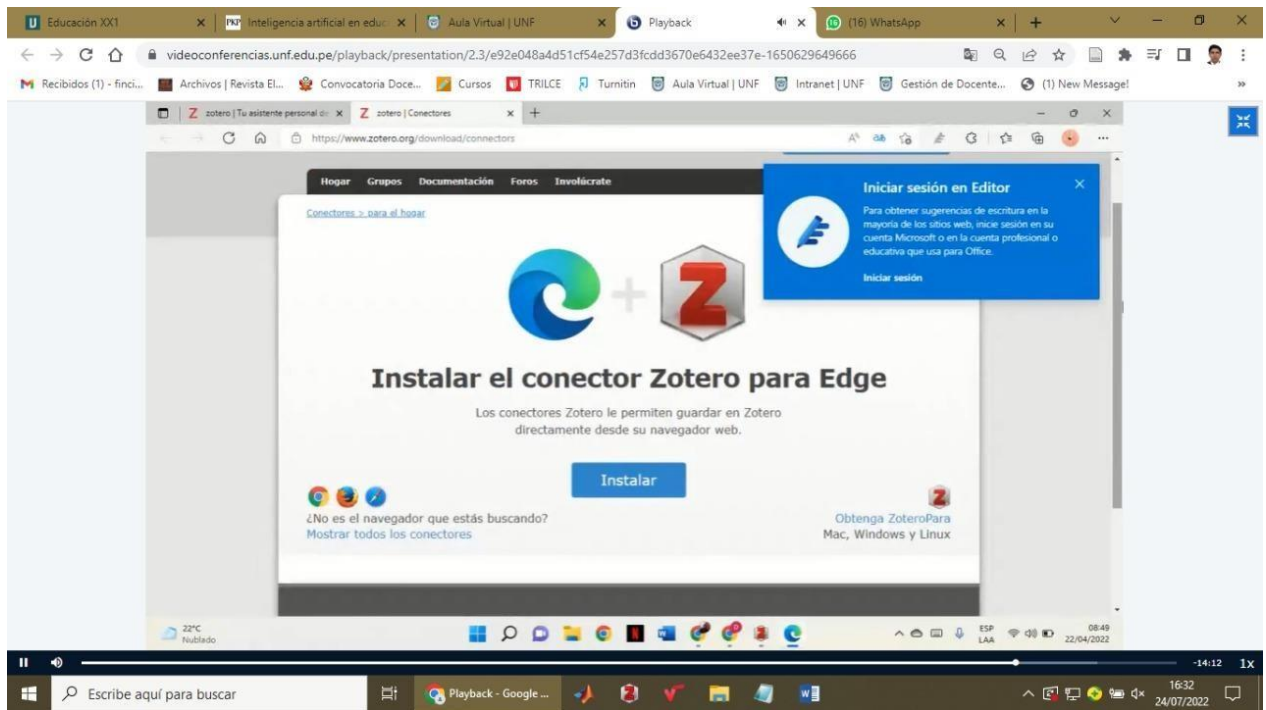 Educación XX1
PKP Inteligencia artificial en educ
Aula Virtual | UNF
Playback
(16) WhatsApp
videoconferencias.unf.edu.pe/playback/presentation/2.3/e92e048a4d51cf54e257d3fcdd3670e6432ee37e-1650629649666
Recibidos (1) - finci...
Archivos | Revista El...
Convocatoria Doce...
Cursos
TRILCE
Turnitin
Aula Virtual | UNF
Intranet | UNF
Gestión de Docente...
(1) New Message!
zotero | Tu asistente personal de
zotero | Conectores
https://www.zotero.org/download/connectors
Hogar Grupos Documentación Foros Involúcrate
Conectores > para el hogar
Iniciar sesión en Editor
Para obtener sugerencias de escritura en la
mayoría de los sitios web, inicie sesión en su
cuenta Microsoft o en la cuenta profesional o
educativa que usa para Office.
Iniciar sesión
Instalar el conector Zotero para Edge
Los conectores Zotero le permiten guardar en Zotero
directamente desde su navegador web.
Instalar
¿No es el navegador que estás buscando?
Mostrar todos los conectores
Obtenga ZoteroPara
Mac, Windows y Linux
22°C
Nublado
ESP
LAA
08:49
22/04/2022
-14:12 1x
Escribe aquí para buscar
Playback - Google ...
16:32
24/07/2022